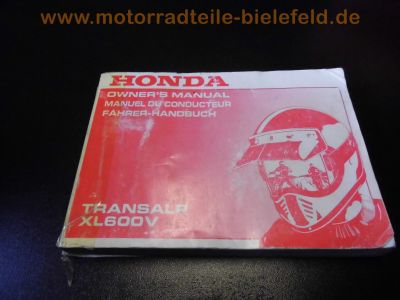 www.motorradteile-bielefeld.de
HONDA
OWNER'S MANUAL
MANUEL DU CONDUCTEUR
FAHRER-HANDBUCH
TRANSALP
XL600V